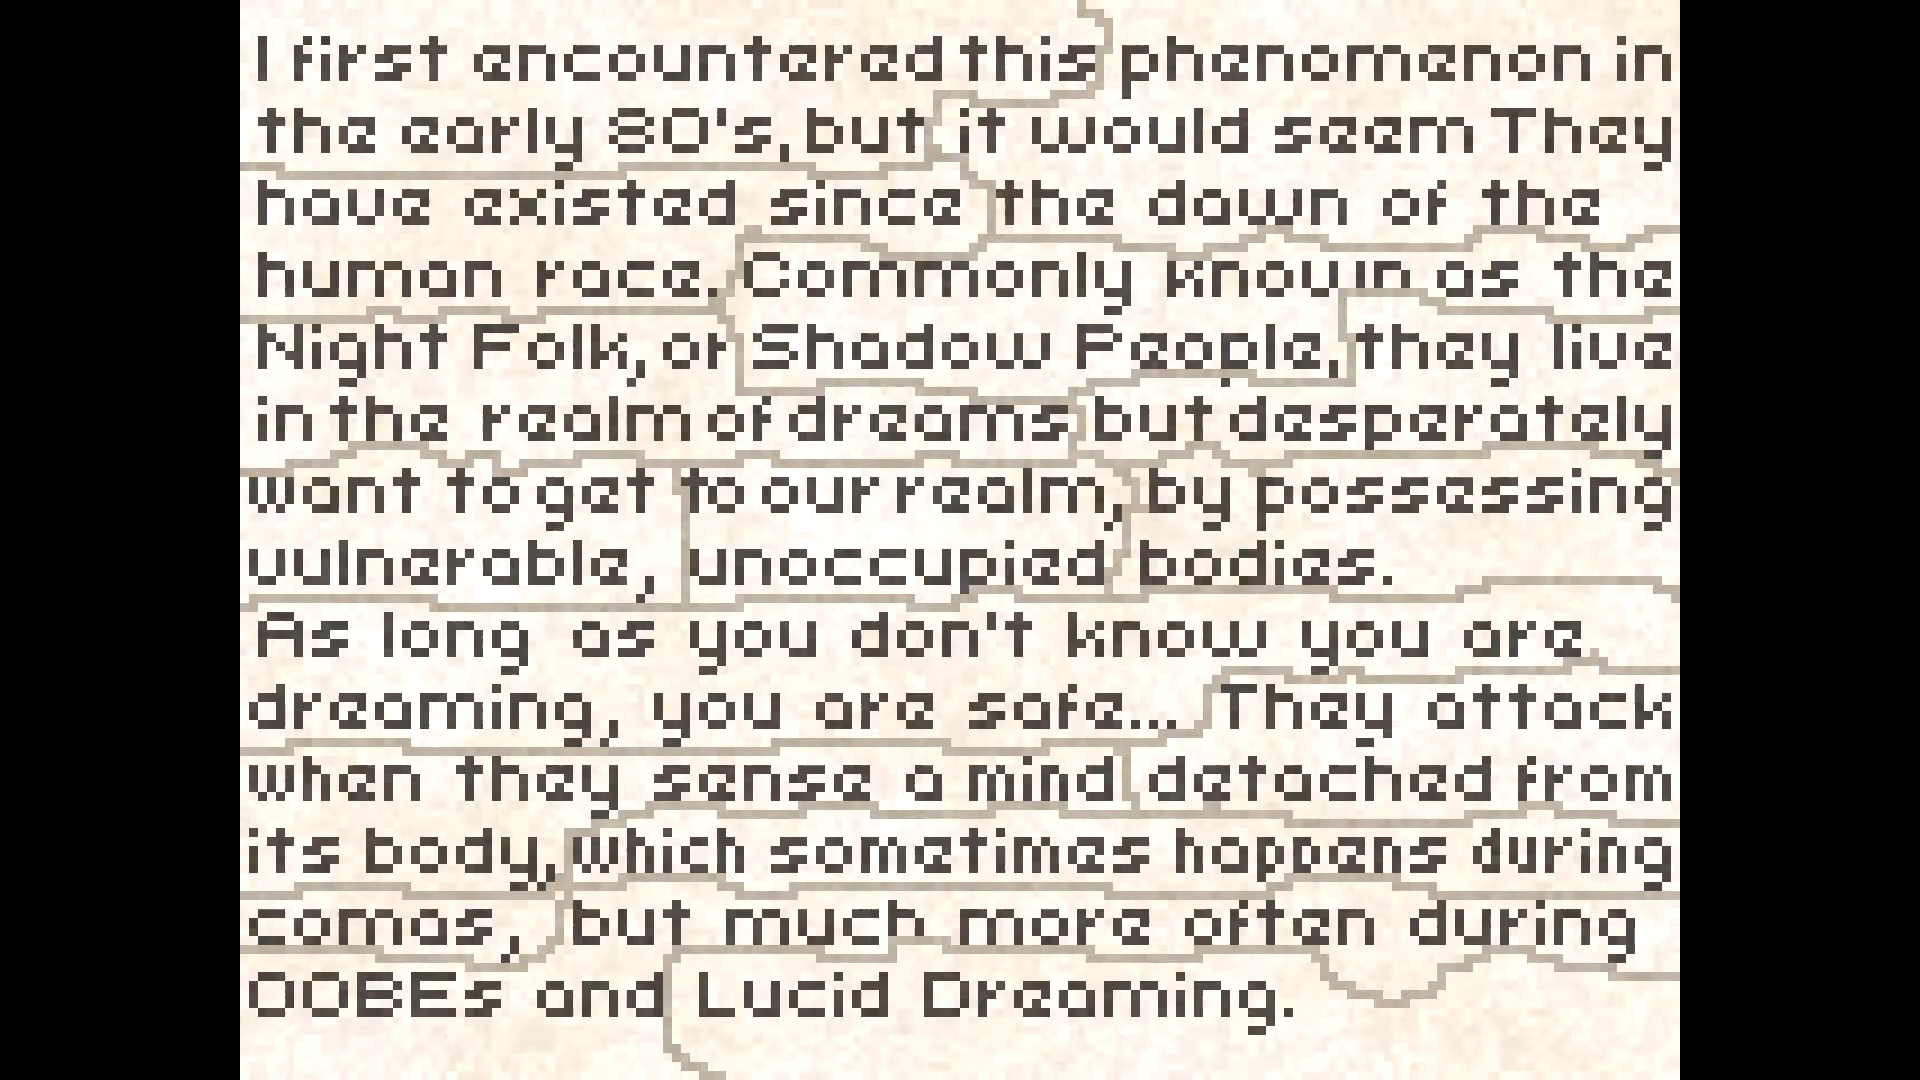 I first encountered this phenomenon in
the early 80's, but it would seem They
have existed since the dawn of the
human race. Commonly known as the
Night Folk, or Shadow People, they live
in the realm of dreams but desperately
want to get to our realm, by possessing
vulnerable, unoccupied bodies.
As long as you don't know you are
dreaming, you are safe... They attack
when they sense a mind detached from
its body, which sometimes happens during
comas, but much more often during
OOBEs and Lucid Dreaming.